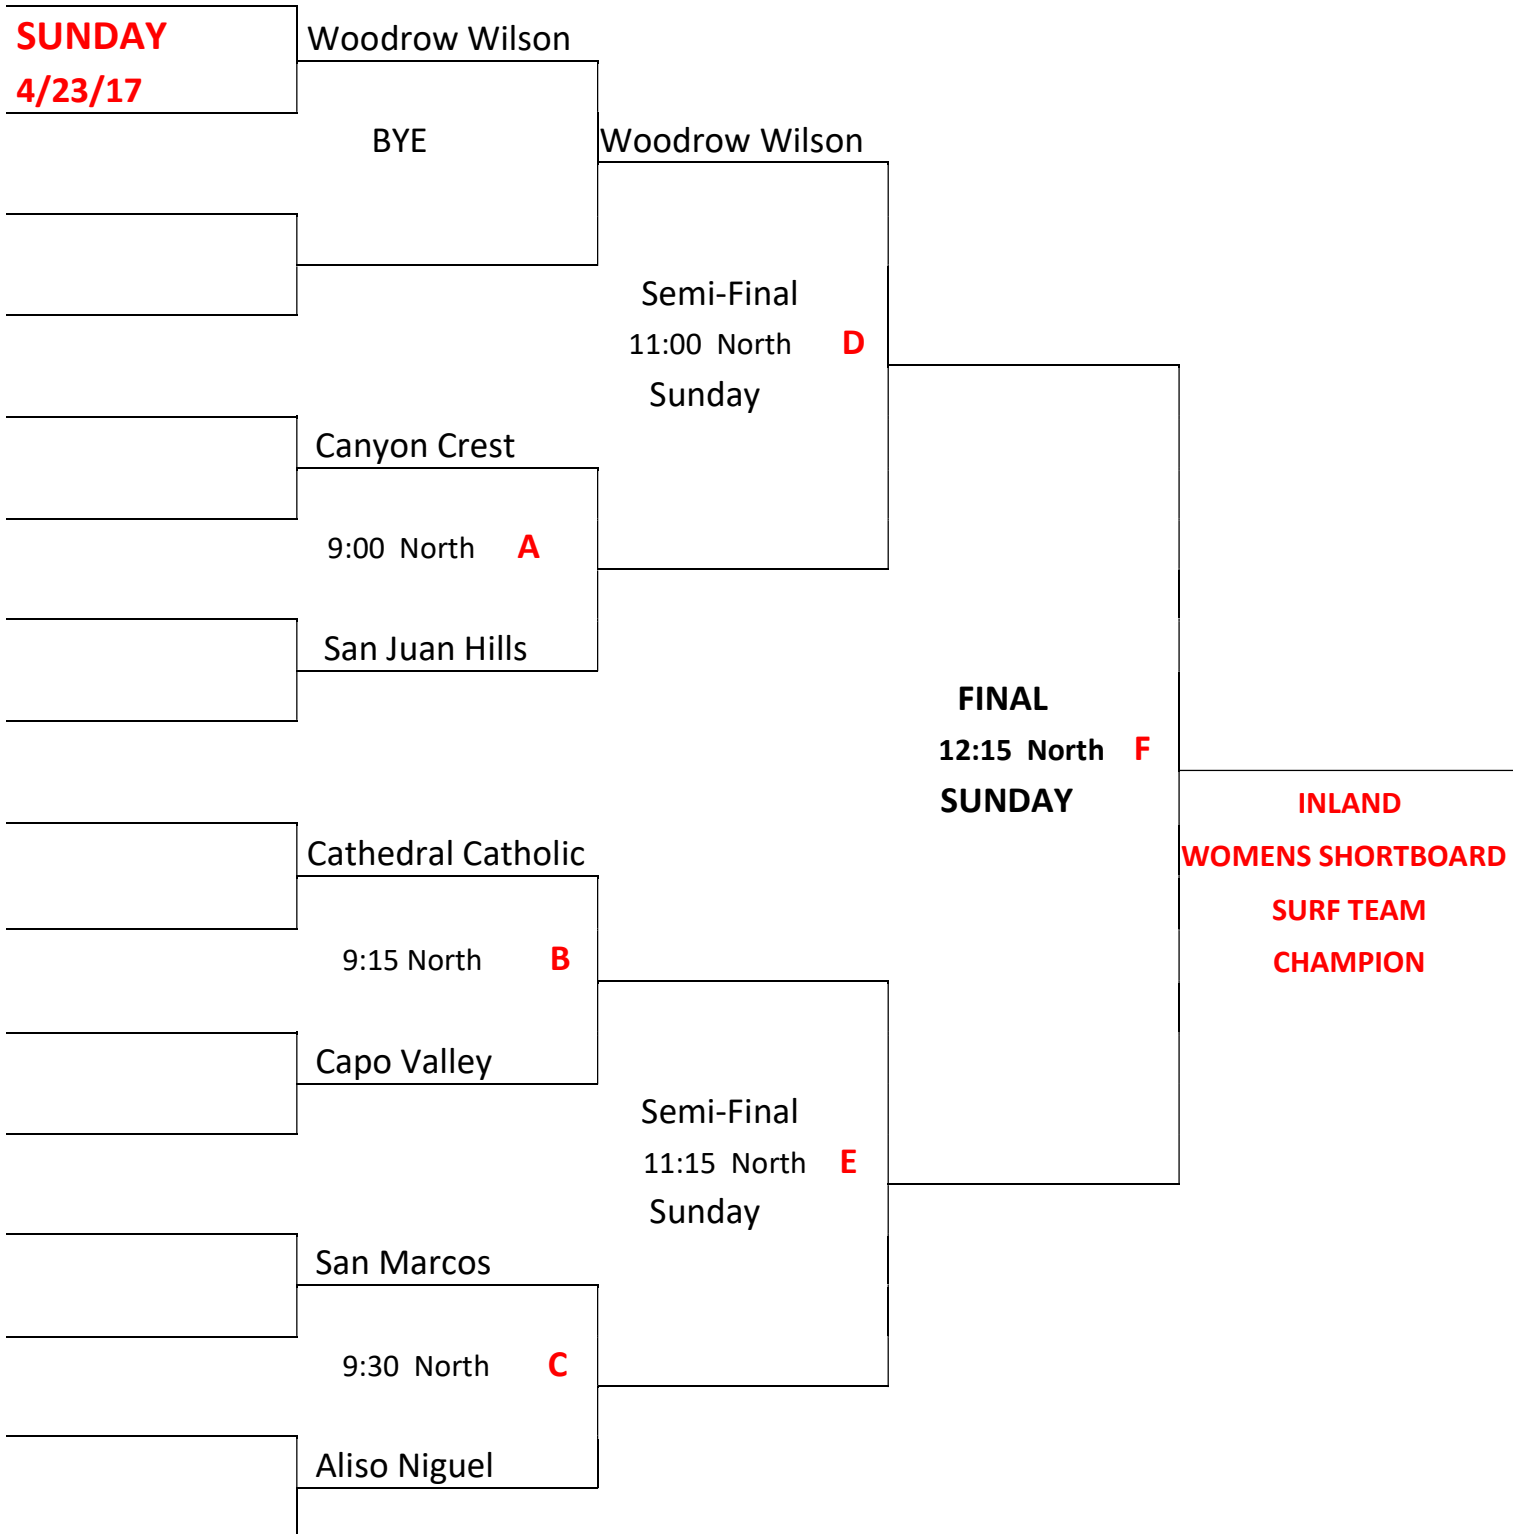 SUNDAY
4/23/17
Woodrow Wilson
BYE
Woodrow Wilson
Semi-Final
11:00 North D
Sunday
Canyon Crest
9:00 North A
San Juan Hills
FINAL
12:15 North F
SUNDAY
INLAND
WOMENS SHORTBOARD
SURF TEAM
CHAMPION
Cathedral Catholic
9:15 North B
Capo Valley
Semi-Final
11:15 North E
Sunday
San Marcos
9:30 North C
Aliso Niguel